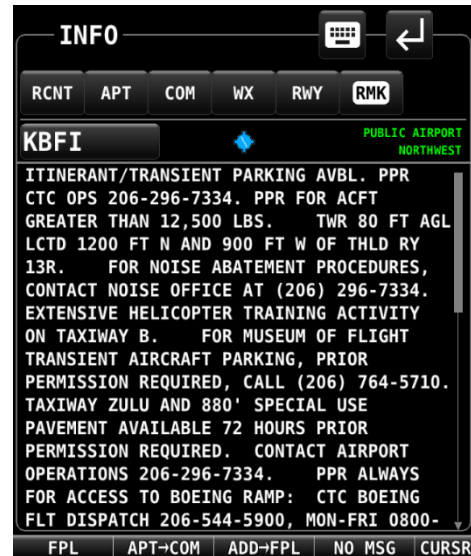 INFO
RCNT APT COM WX RWY RMK
KBFI
PUBLIC AIRPORT
NORTHWEST
ITINERANT/TRANSIENT PARKING AVBL. PPR
CTC OPS 206-296-7334. PPR FOR ACFT
GREATER THAN 12,500 LBS. TWR 80 FT AGL
LCTD 1200 FT N AND 900 FT W OF THLD RY
13R. FOR NOISE ABATEMENT PROCEDURES,
CONTACT NOISE OFFICE AT (206) 296-7334.
EXTENSIVE HELICOPTER TRAINING ACTIVITY
ON TAXIWAY B. FOR MUSEUM OF FLIGHT
TRANSIENT AIRCRAFT PARKING, PRIOR
PERMISSION REQUIRED, CALL (206) 764-5710.
TAXIWAY ZULU AND 880' SPECIAL USE
PAVEMENT AVAILABLE 72 HOURS PRIOR
PERMISSION REQUIRED. CONTACT AIRPORT
OPERATIONS 206-296-7334. PPR ALWAYS
FOR ACCESS TO BOEING RAMP: CTC BOEING
FLT DISPATCH 206-544-5900, MON-FRI 0800-
FPL APT→COM ADD→FPL NO MSG CURSR